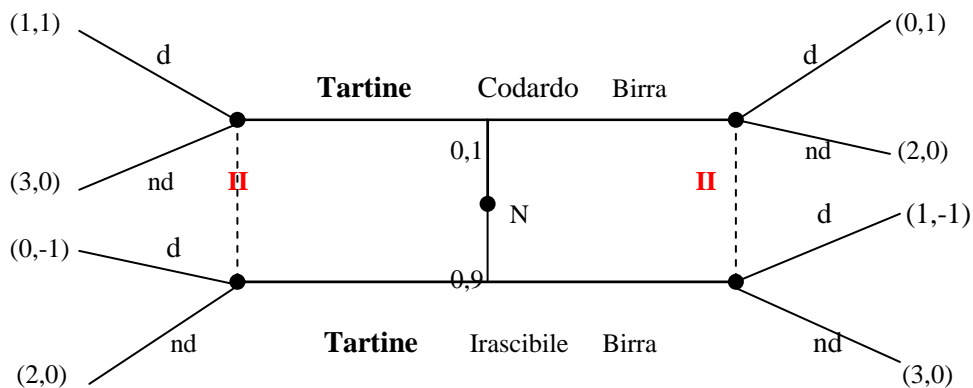 (1,1) (0,1)
d d
Tartine Codardo Birra
0,1
nd
(3,0) nd II II (2,0)
N d (1,-1)
(0,-1) d
0,9
nd Tartine Irascibile Birra nd
(2,0) (3,0)